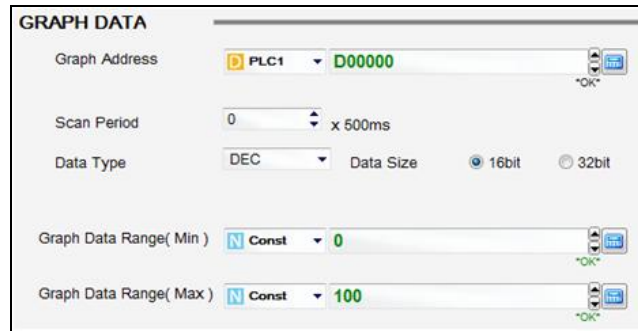 GRAPH DATA
Graph Address D PLC1 D00000
*OK*
Scan Period 0 x 500ms
Data Type DEC Data Size 16bit 32bit
Graph Data Range( Min ) N Const 0
*OK*
Graph Data Range( Max ) N Const 100
*OK*